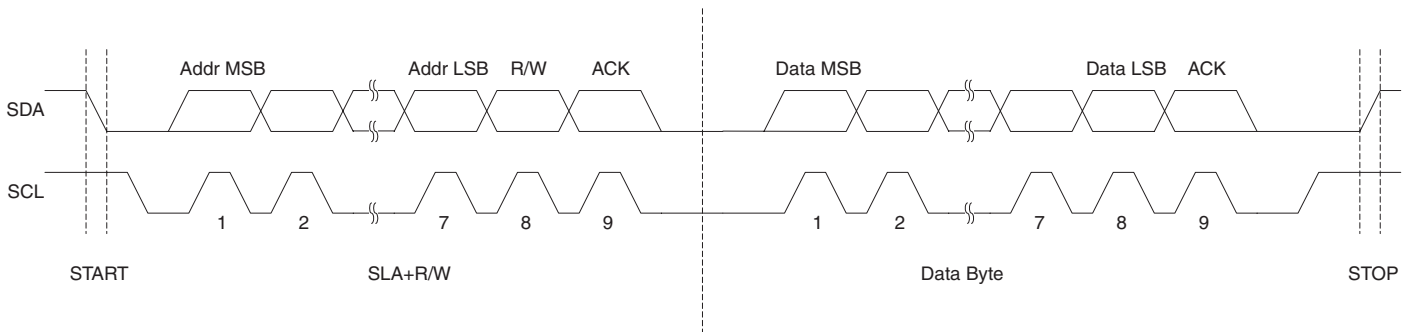 Addr MSB Addr LSB R/W ACK Data MSB Data LSB ACK
SDA
SCL
1 2 7 8 9 1 2 7 8 9
START SLA+R/W Data Byte STOP